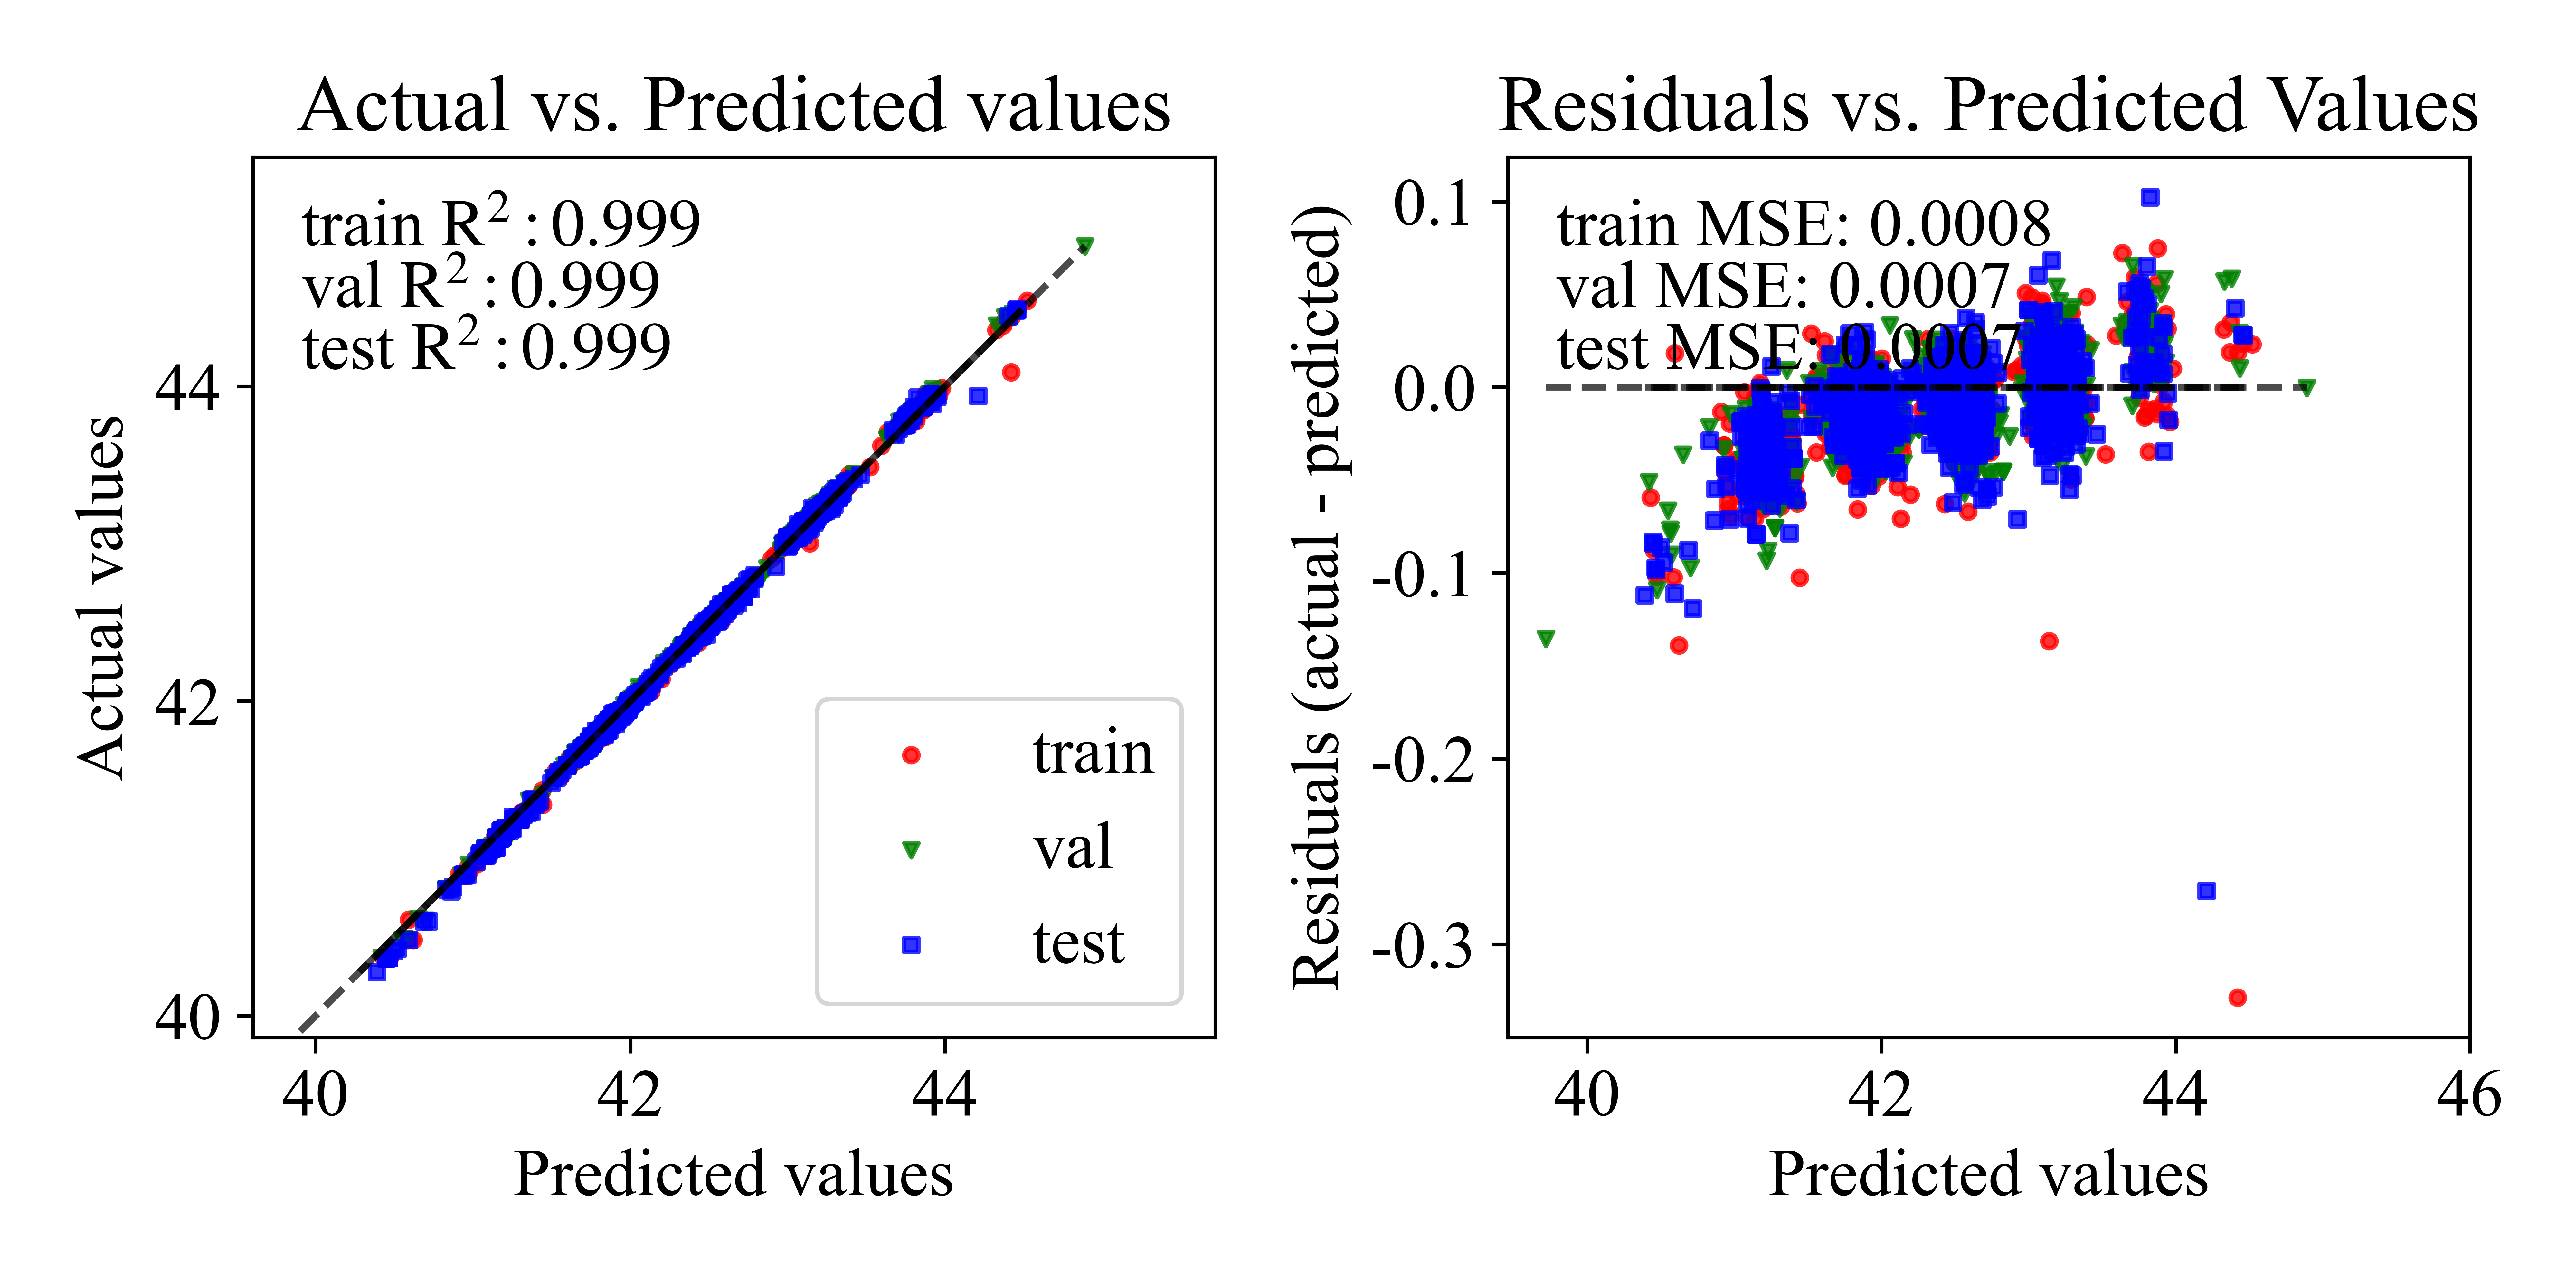 Actual vs. Predicted values
train R² : 0.999
val R² : 0.999
test R² : 0.999
Actual values
44
42
40
40 42 44
Predicted values
train
val
test
Residuals vs. Predicted Values
train MSE: 0.0008
val MSE: 0.0007
test MSE: 0.0007
Residuals (actual - predicted)
0.1
0.0
-0.1
-0.2
-0.3
40 42 44 46
Predicted values